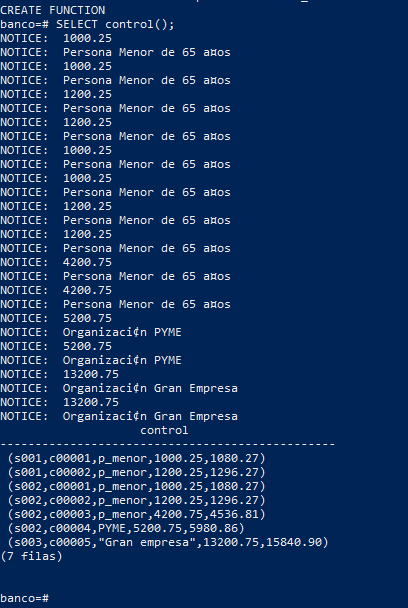 CREATE FUNCTION
banco=# SELECT control();
NOTICE:  1000.25
NOTICE:  Persona Menor de 65 a¤os
NOTICE:  1000.25
NOTICE:  Persona Menor de 65 a¤os
NOTICE:  1200.25
NOTICE:  Persona Menor de 65 a¤os
NOTICE:  1200.25
NOTICE:  Persona Menor de 65 a¤os
NOTICE:  1000.25
NOTICE:  Persona Menor de 65 a¤os
NOTICE:  1000.25
NOTICE:  Persona Menor de 65 a¤os
NOTICE:  1200.25
NOTICE:  Persona Menor de 65 a¤os
NOTICE:  1200.25
NOTICE:  Persona Menor de 65 a¤os
NOTICE:  4200.75
NOTICE:  Persona Menor de 65 a¤os
NOTICE:  4200.75
NOTICE:  Persona Menor de 65 a¤os
NOTICE:  5200.75
NOTICE:  Organizaci¢n PYME
NOTICE:  5200.75
NOTICE:  Organizaci¢n PYME
NOTICE:  13200.75
NOTICE:  Organizaci¢n Gran Empresa
NOTICE:  13200.75
NOTICE:  Organizaci¢n Gran Empresa
control
------------------------------------------------
(s001,c00001,p_menor,1000.25,1080.27)
(s001,c00002,p_menor,1200.25,1296.27)
(s002,c00001,p_menor,1000.25,1080.27)
(s002,c00002,p_menor,1200.25,1296.27)
(s002,c00003,p_menor,4200.75,4536.81)
(s002,c00004,PYME,5200.75,5980.86)
(s003,c00005,"Gran empresa",13200.75,15840.90)
(7 filas)
banco=#